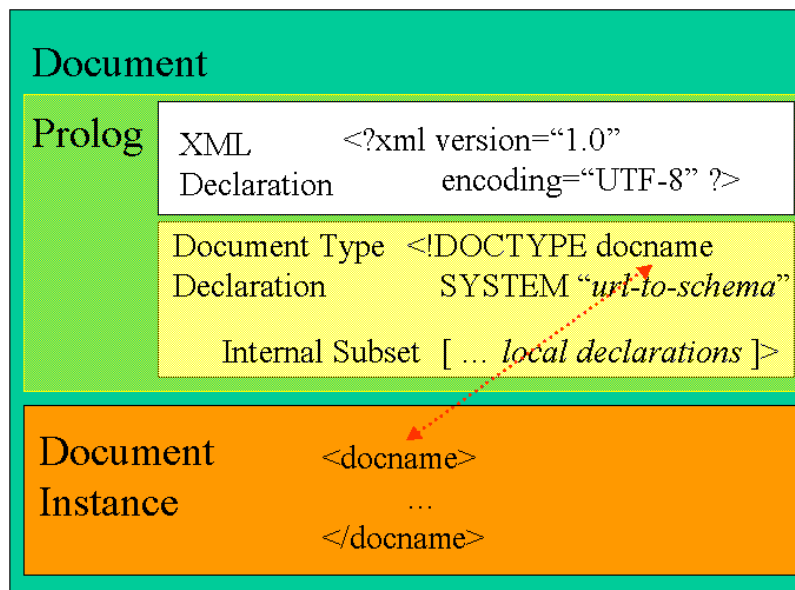 Document
Prolog
XML <?xml version=“1.0”
Declaration encoding=“UTF-8” ?>
Document Type <!DOCTYPE docname
Declaration SYSTEM “url-to-schema”
Internal Subset [ … local declarations ]>
Document <docname>
Instance …
</docname>